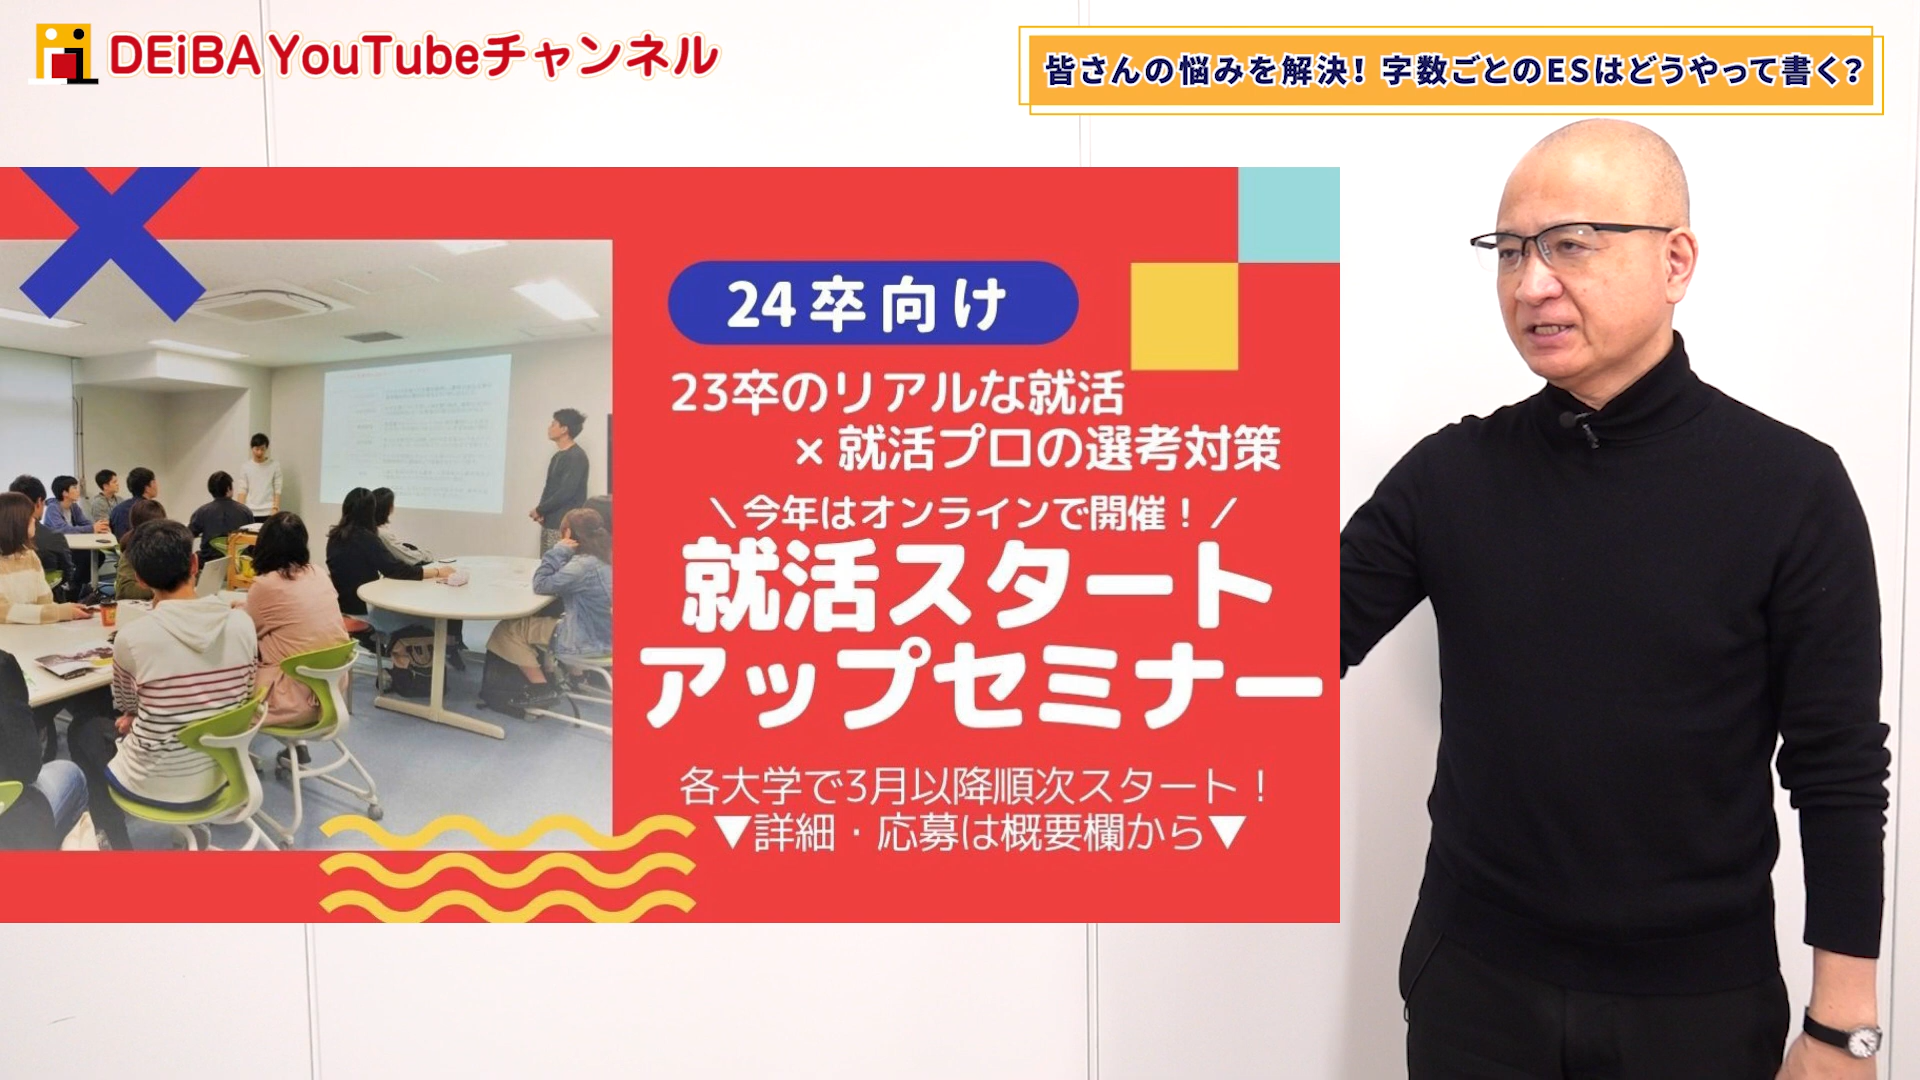 DEiBA YouTubeチャンネル
皆さんの悩みを解決！字数ごとのESはどうやって書く？
24卒向け
23卒のリアルな就活
×就活プロの選考対策
＼今年はオンラインで開催！／
就活スタート
アップセミナー
各大学で3月以降順次スタート！
▼詳細・応募は概要欄から▼